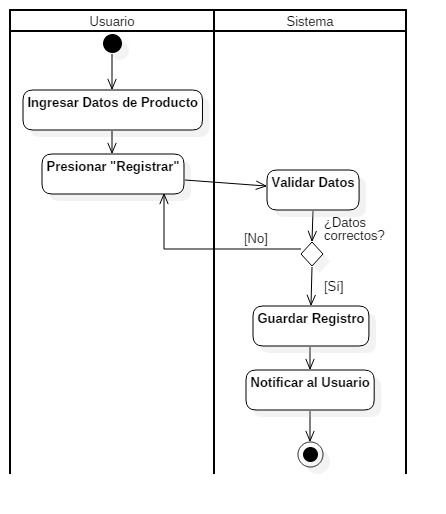 Usuario
Sistema
Ingresar Datos de Producto
Presionar "Registrar"
Validar Datos
¿Datos
correctos?
[No]
[Sí]
Guardar Registro
Notificar al Usuario